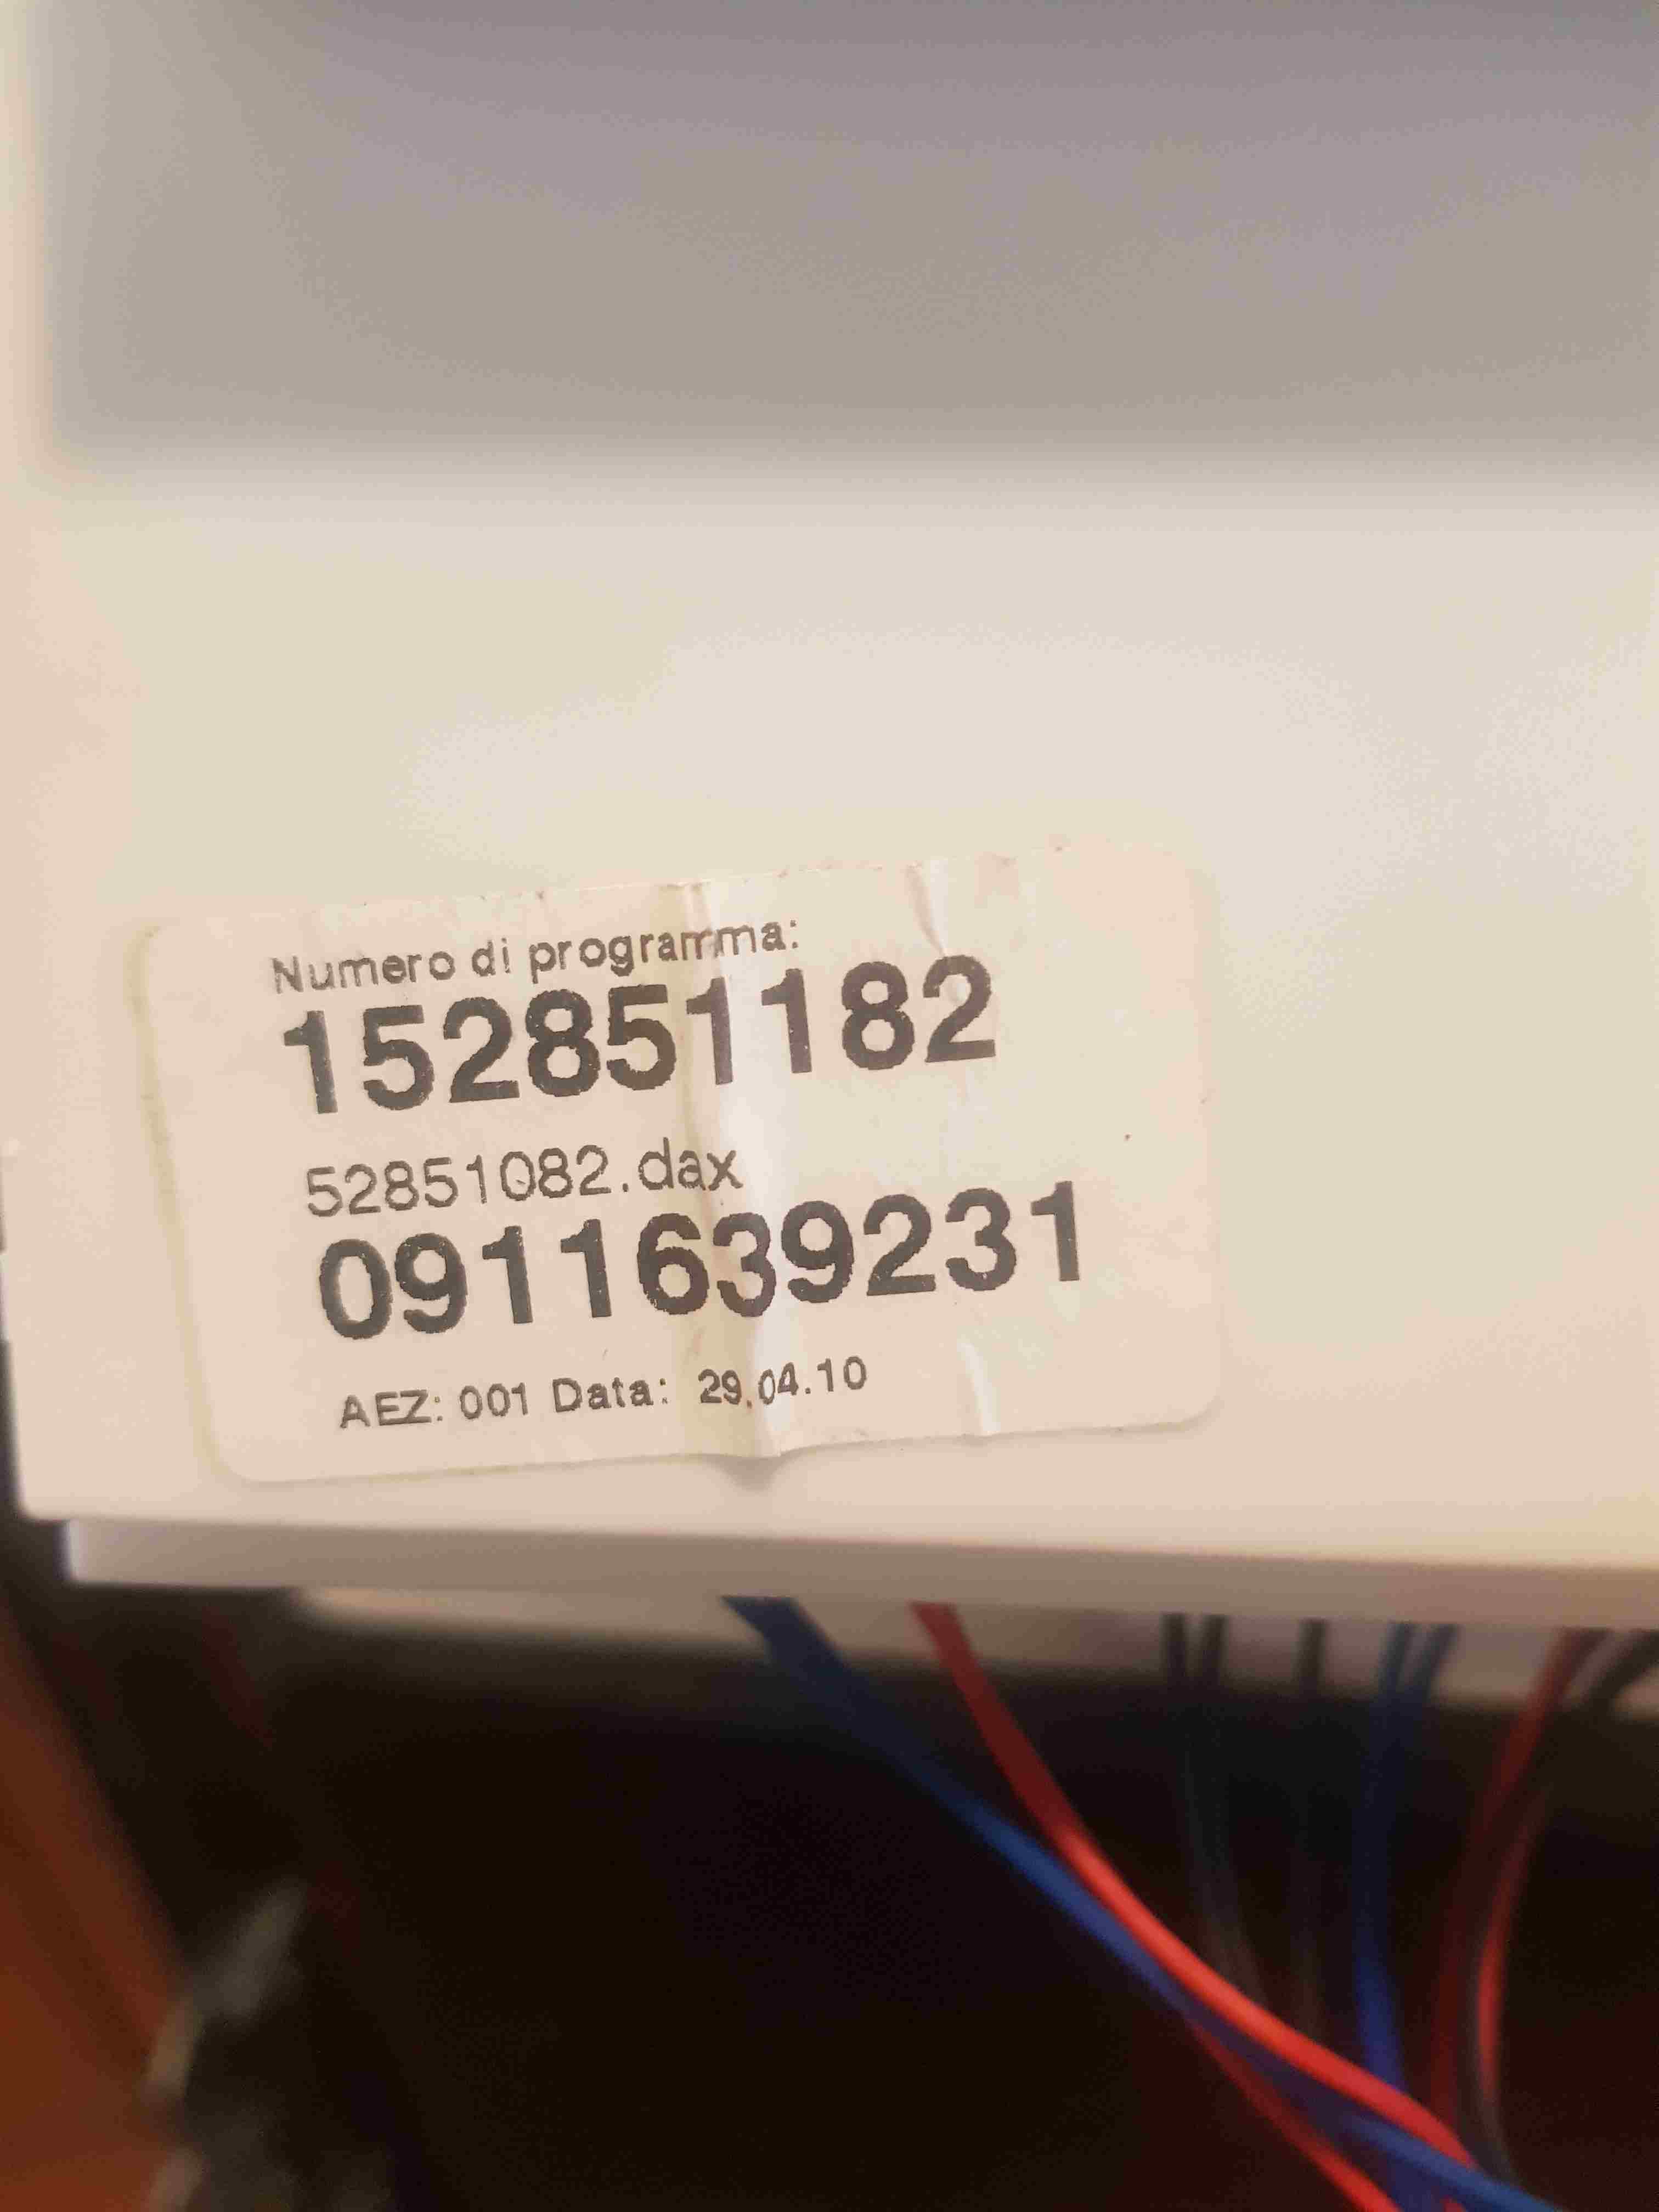 Numero di programma:
152851182
52851082.dax
0911639231
AEZ: 001 Data: 29.04.10